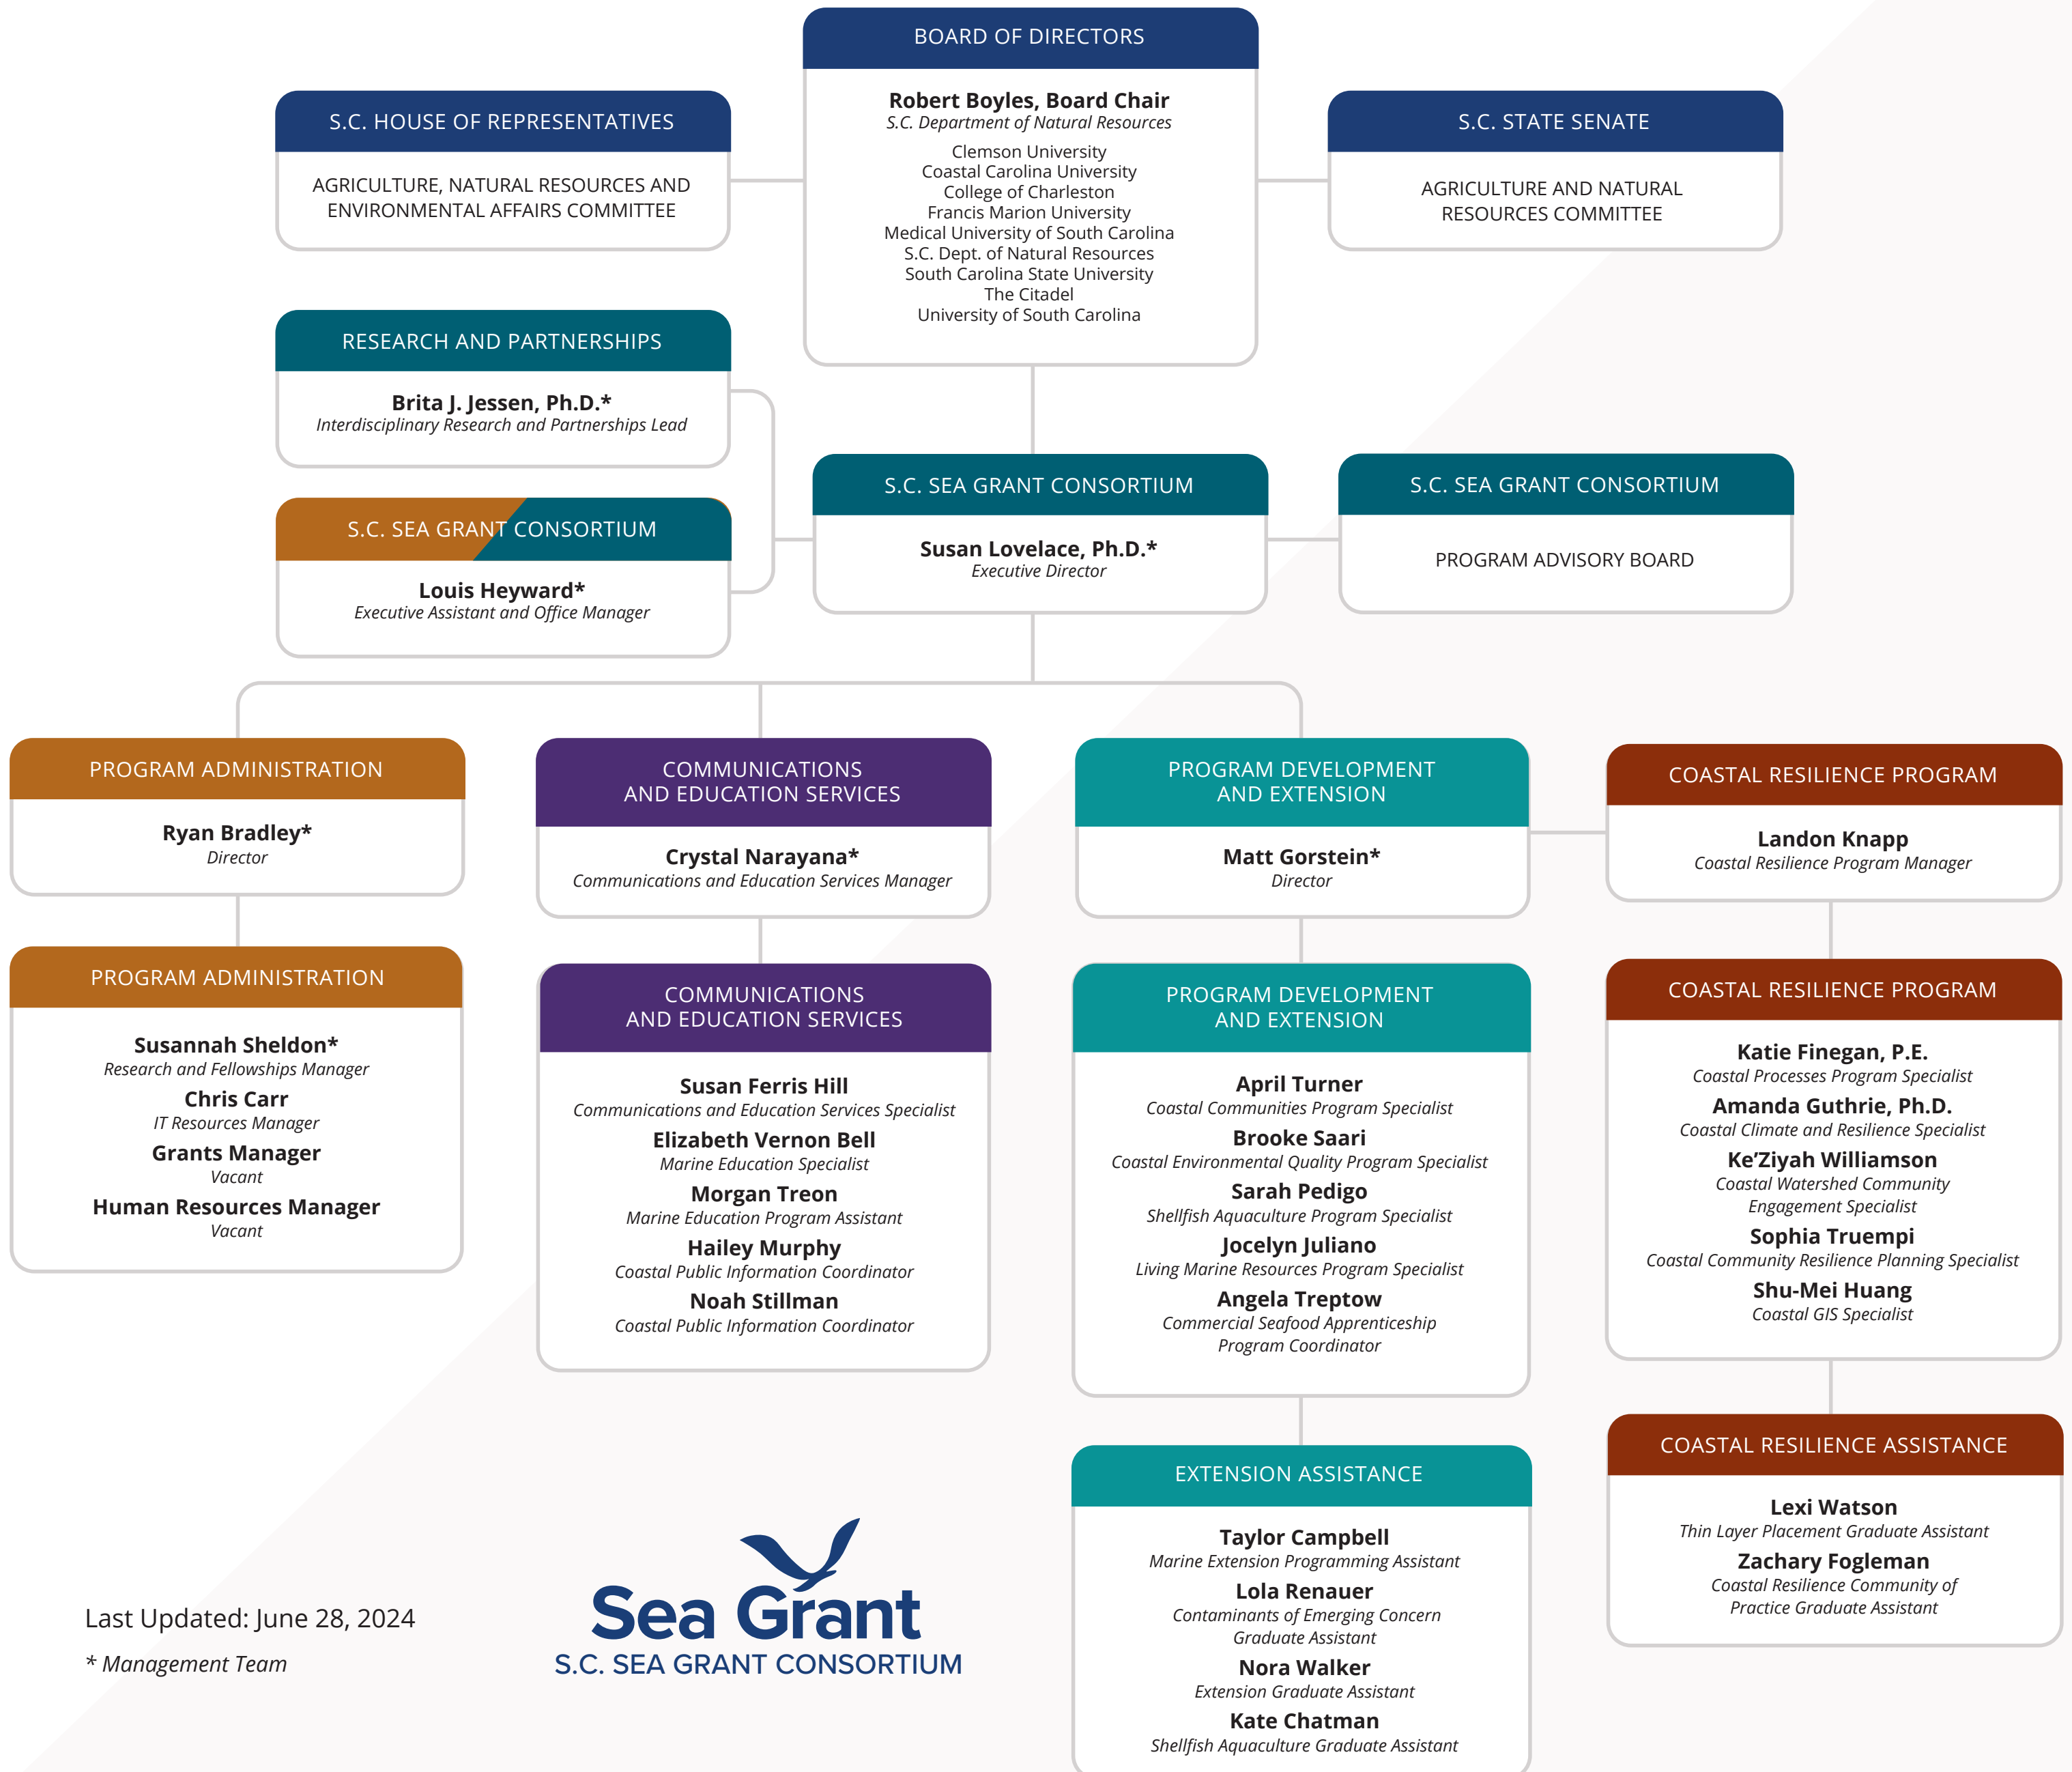 BOARD OF DIRECTORS
Robert Boyles, Board Chair
S.C. Department of Natural Resources
Clemson University
Coastal Carolina University
College of Charleston
Francis Marion University
Medical University of South Carolina
S.C. Dept. of Natural Resources
South Carolina State University
The Citadel
University of South Carolina
S.C. HOUSE OF REPRESENTATIVES
AGRICULTURE, NATURAL RESOURCES AND
ENVIRONMENTAL AFFAIRS COMMITTEE
S.C. STATE SENATE
AGRICULTURE AND NATURAL
RESOURCES COMMITTEE
RESEARCH AND PARTNERSHIPS
Brita J. Jessen, Ph.D.*
Interdisciplinary Research and Partnerships Lead
S.C. SEA GRANT CONSORTIUM
Louis Heyward*
Executive Assistant and Office Manager
S.C. SEA GRANT CONSORTIUM
Susan Lovelace, Ph.D.*
Executive Director
S.C. SEA GRANT CONSORTIUM
PROGRAM ADVISORY BOARD
PROGRAM ADMINISTRATION
Ryan Bradley*
Director
PROGRAM ADMINISTRATION
Susannah Sheldon*
Research and Fellowships Manager
Chris Carr
IT Resources Manager
Grants Manager
Vacant
Human Resources Manager
Vacant
COMMUNICATIONS
AND EDUCATION SERVICES
Crystal Narayana*
Communications and Education Services Manager
COMMUNICATIONS
AND EDUCATION SERVICES
Susan Ferris Hill
Communications and Education Services Specialist
Elizabeth Vernon Bell
Marine Education Specialist
Morgan Treon
Marine Education Program Assistant
Hailey Murphy
Coastal Public Information Coordinator
Noah Stillman
Coastal Public Information Coordinator
PROGRAM DEVELOPMENT
AND EXTENSION
Matt Gorstein*
Director
PROGRAM DEVELOPMENT
AND EXTENSION
April Turner
Coastal Communities Program Specialist
Brooke Saari
Coastal Environmental Quality Program Specialist
Sarah Pedigo
Shellfish Aquaculture Program Specialist
Jocelyn Juliano
Living Marine Resources Program Specialist
Angela Treptow
Commercial Seafood Apprenticeship
Program Coordinator
EXTENSION ASSISTANCE
Taylor Campbell
Marine Extension Programming Assistant
Lola Renauer
Contaminants of Emerging Concern
Graduate Assistant
Nora Walker
Extension Graduate Assistant
Kate Chatman
Shellfish Aquaculture Graduate Assistant
COASTAL RESILIENCE PROGRAM
Landon Knapp
Coastal Resilience Program Manager
COASTAL RESILIENCE PROGRAM
Katie Finegan, P.E.
Coastal Processes Program Specialist
Amanda Guthrie, Ph.D.
Coastal Climate and Resilience Specialist
Ke’Ziyah Williamson
Coastal Watershed Community
Engagement Specialist
Sophia Truempi
Coastal Community Resilience Planning Specialist
Shu-Mei Huang
Coastal GIS Specialist
COASTAL RESILIENCE ASSISTANCE
Lexi Watson
Thin Layer Placement Graduate Assistant
Zachary Fogleman
Coastal Resilience Community of
Practice Graduate Assistant
Last Updated: June 28, 2024
* Management Team
Sea Grant
S.C. SEA GRANT CONSORTIUM